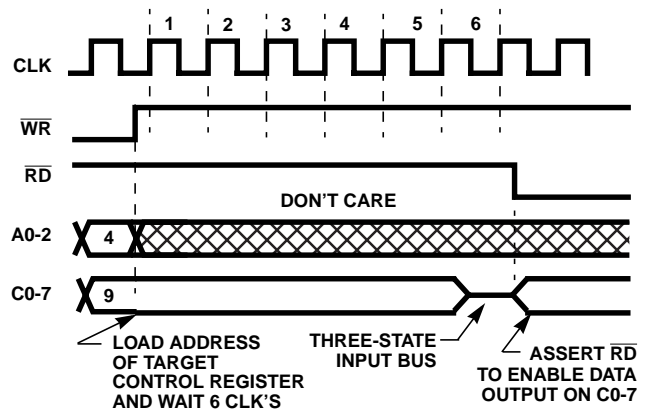 1 2 3 4 5 6
CLK
WR
RD
DON'T CARE
A0-2 4
C0-7 9
LOAD ADDRESS
OF TARGET
CONTROL REGISTER
AND WAIT 6 CLK'S
THREE-STATE
INPUT BUS
ASSERT RD
TO ENABLE DATA
OUTPUT ON C0-7